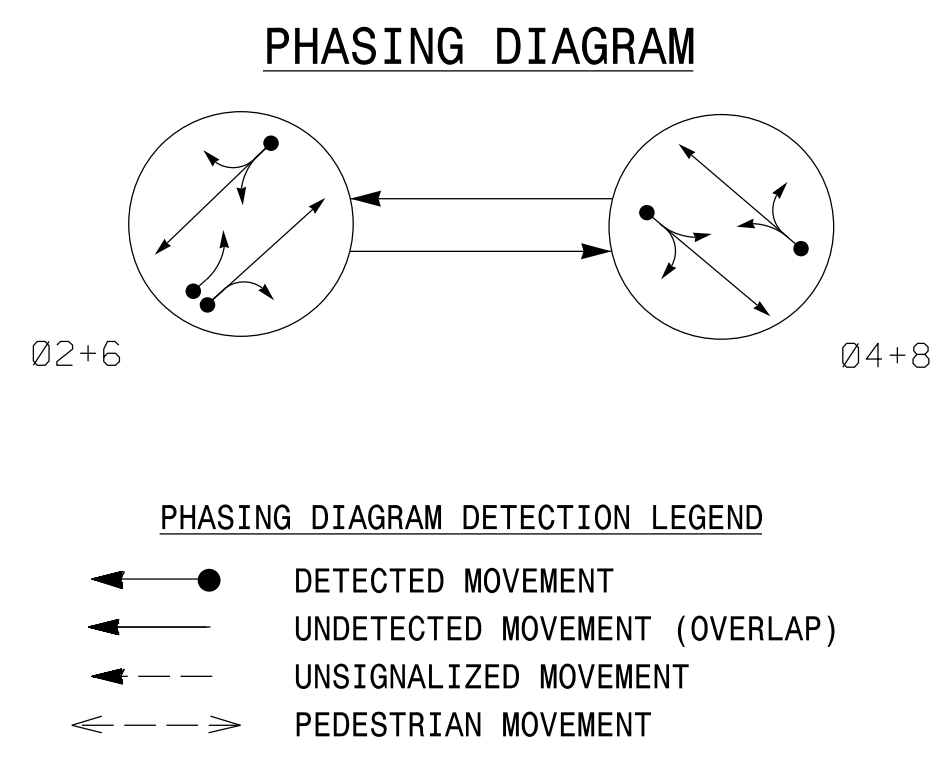 PHASING DIAGRAM
Ø2+6
Ø4+8
PHASING DIAGRAM DETECTION LEGEND
DETECTED MOVEMENT
UNDETECTED MOVEMENT (OVERLAP)
UNSIGNALIZED MOVEMENT
PEDESTRIAN MOVEMENT